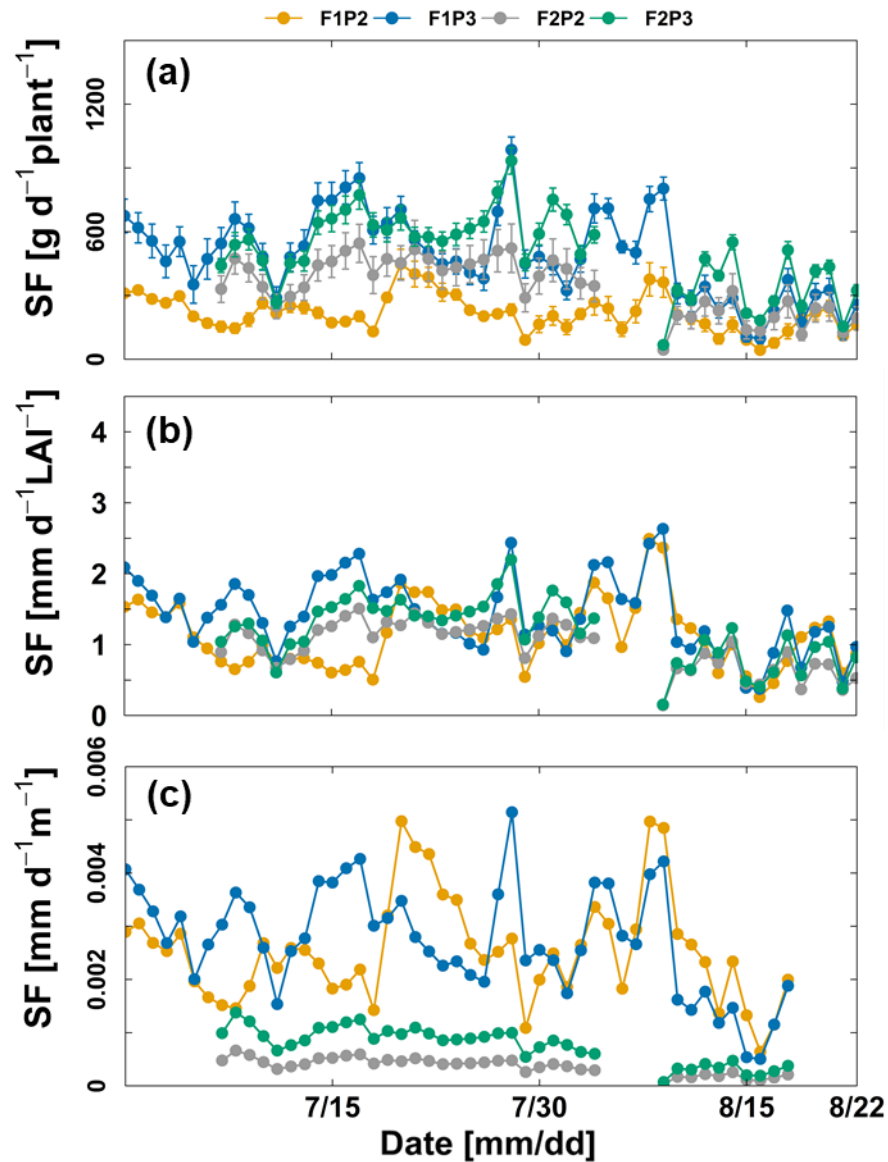 F1P2 F1P3 F2P2 F2P3
(a)
SF [g d⁻¹plant⁻¹]
1200
600
0
(b)
SF [mm d⁻¹LAI⁻¹]
4
3
2
1
0
(c)
SF [mm d⁻¹m⁻¹]
0.006
0.004
0.002
0
7/15 7/30 8/15 8/22
Date [mm/dd]